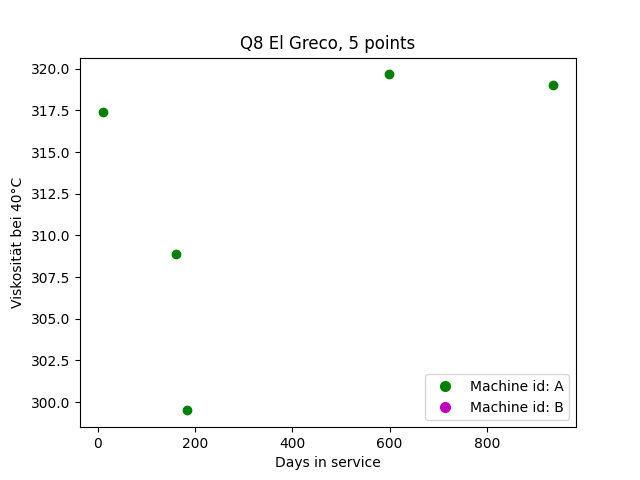 Q8 El Greco, 5 points
320.0
317.5
315.0
312.5
310.0
307.5
305.0
302.5
300.0
Viskosität bei 40°C
Machine id: A
Machine id: B
0 200 400 600 800
Days in service